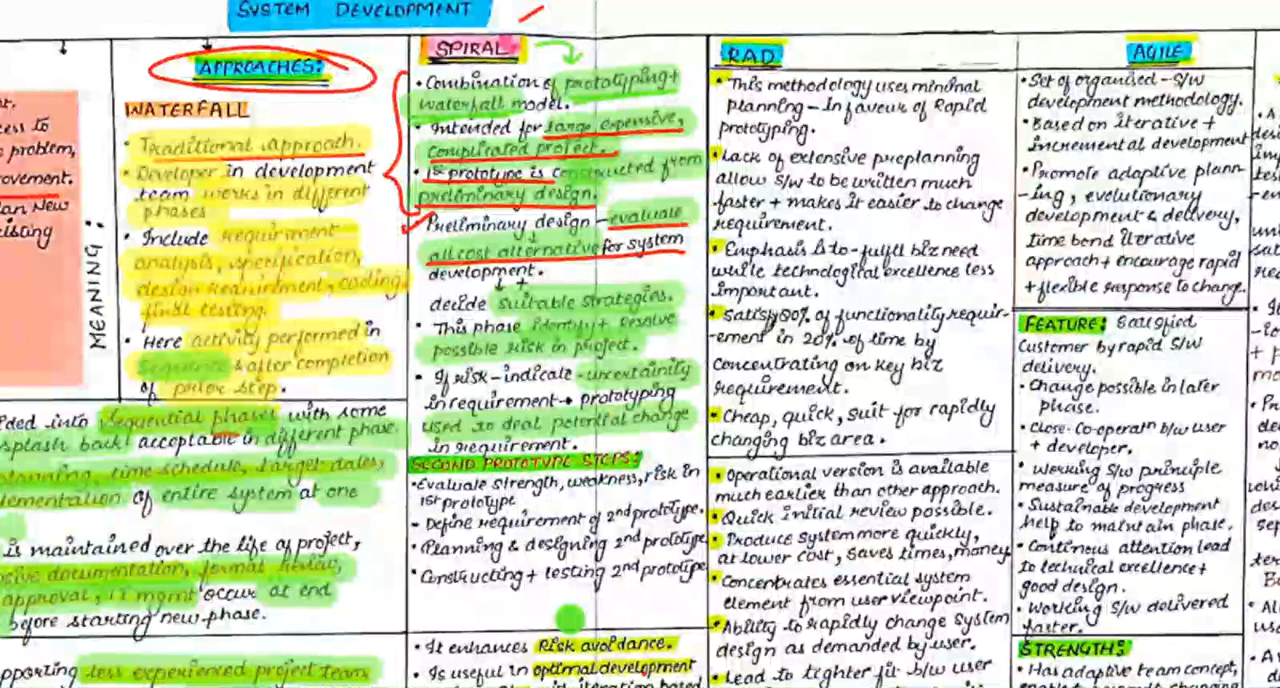 SYSTEM DEVELOPMENT
ess to
problem,
ovement.
an New
xisting
MEANING:
APPROACHES:
WATERFALL
• Traditional approach.
• Developer in development
team works in different
phases
• Include requirment
analysis, specification,
design requirment, coding,
final testing.
• Here activity performed in
Sequence & after completion
of prior step.
ded into Sequential phases with some
splash back acceptable in different phase.
planning, time schedule, target dates,
lementation of entire system at one
is maintained over the life of project,
sive documentation, formal review,
approval, IT mgmt occur at end
before starting new phase.
pporting less experienced project team
SPIRAL
• Combination of prototyping+
waterfall model.
• Intended for large expensive,
complicated project.
• 1st prototype is constructed from
preliminary design.
Preliminary design - evaluate
all cost alternative for system
development.
+
decide suitable strategies.
• This phase identify + resolve
possible risk in project.
• If risk - indicate - uncertainity
in requirement → prototyping
used to deal potential change
in requirement.
SECOND PROTOTYPE STEPS:
• Evaluate strength, weakness, risk in
1st prototype
- Define requirement of 2nd prototype.
• Planning & designing 2nd prototype
• Constructing + testing 2nd prototype
• It enhances Risk avoidance.
• Is useful in optimal development
RAD
• This methodology uses minimal
planning - In favour of Rapid
prototyping.
• Lack of extensive preplanning
allow S/W to be written much
faster + makes it easier to change
requirement.
• Emphasis is to - fulfil biz need
while technological excellence less
important.
• Satisfy 80% of functionality requir-
-ement in 20% of time by
concentrating on key biz
requirement.
• Cheap, quick, suit for rapidly
changing biz area.
• Operational version is available
much earlier than other approach.
• Quick initial review possible.
• Produce system more quickly,
at lower cost, saves times, money
• Concentrates essential system
element from user viewpoint.
• Ability to rapidly change system
design as demanded by user.
• Lead to tighter fit b/w user
AGILE
• Set of organised - S/W
development methodology.
• Based on iterative +
incremental development
• Promote adaptive plann
-ing, evolutionary
development & delivery,
time bond iterative
approach + encourage rapid
+ flexible response to change.
FEATURE: Satisfied
Customer by rapid S/W
delivery.
• Change possible in later
phase.
• Close Co-operatn b/w user
+ developer.
• Working S/W principle
measure of progress
• Sustainable development
help to maintain phase.
• Continous attention lead
to technical excellence +
good design.
• Working S/W delivered
faster.
STRENGTHS:
• Has adaptive team concept,